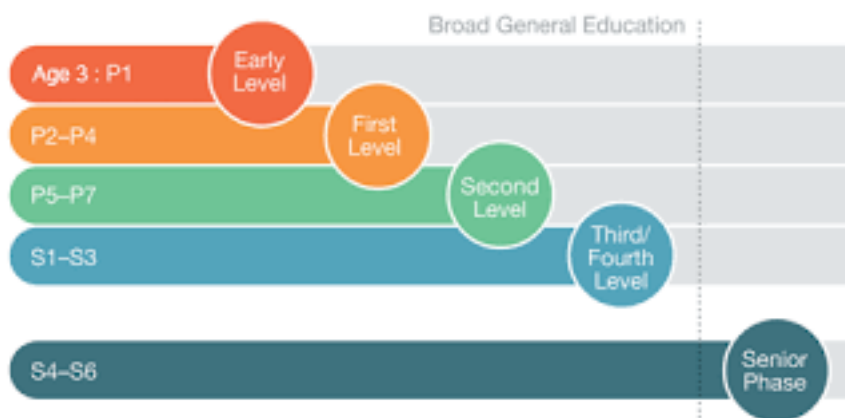 Broad General Education
Age 3 : P1
Early
Level
P2–P4
First
Level
P5–P7
Second
Level
S1–S3
Third/
Fourth
Level
S4–S6
Senior
Phase